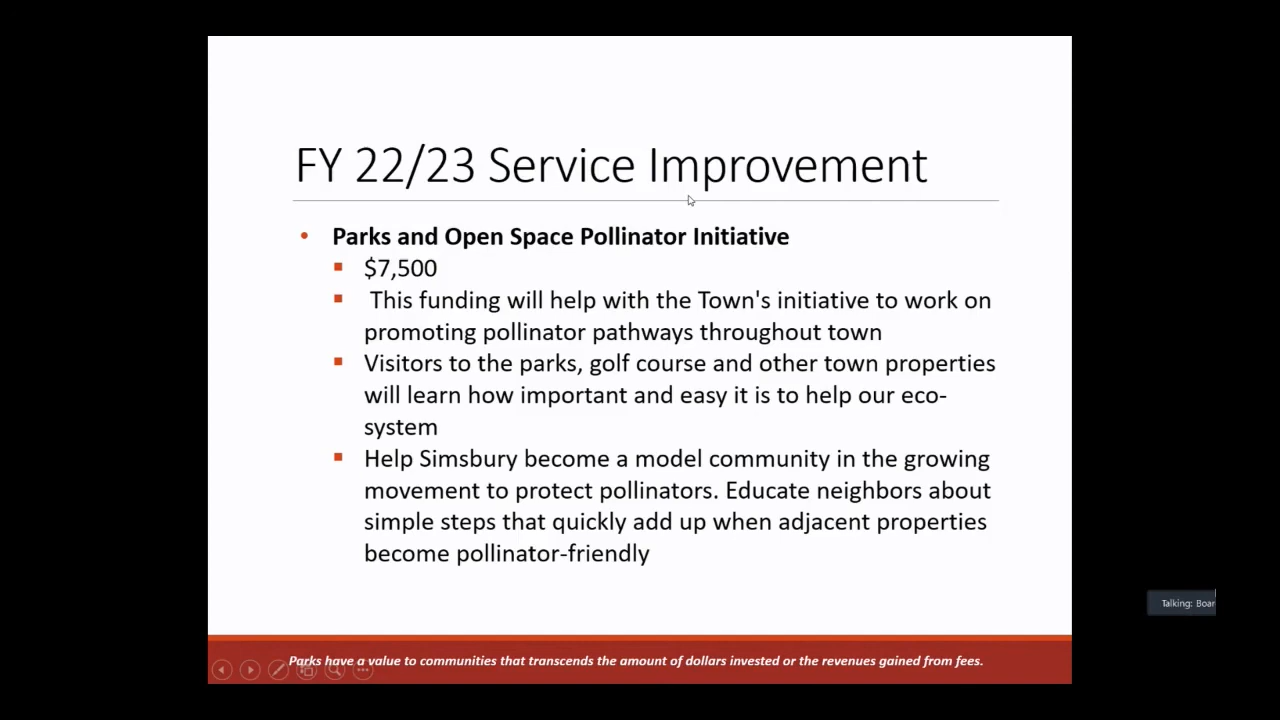 FY 22/23 Service Improvement
• Parks and Open Space Pollinator Initiative
▪ $7,500
▪ This funding will help with the Town's initiative to work on
promoting pollinator pathways throughout town
▪ Visitors to the parks, golf course and other town properties
will learn how important and easy it is to help our eco-
system
▪ Help Simsbury become a model community in the growing
movement to protect pollinators. Educate neighbors about
simple steps that quickly add up when adjacent properties
become pollinator-friendly
Talking: Boar
Parks have a value to communities that transcends the amount of dollars invested or the revenues gained from fees.